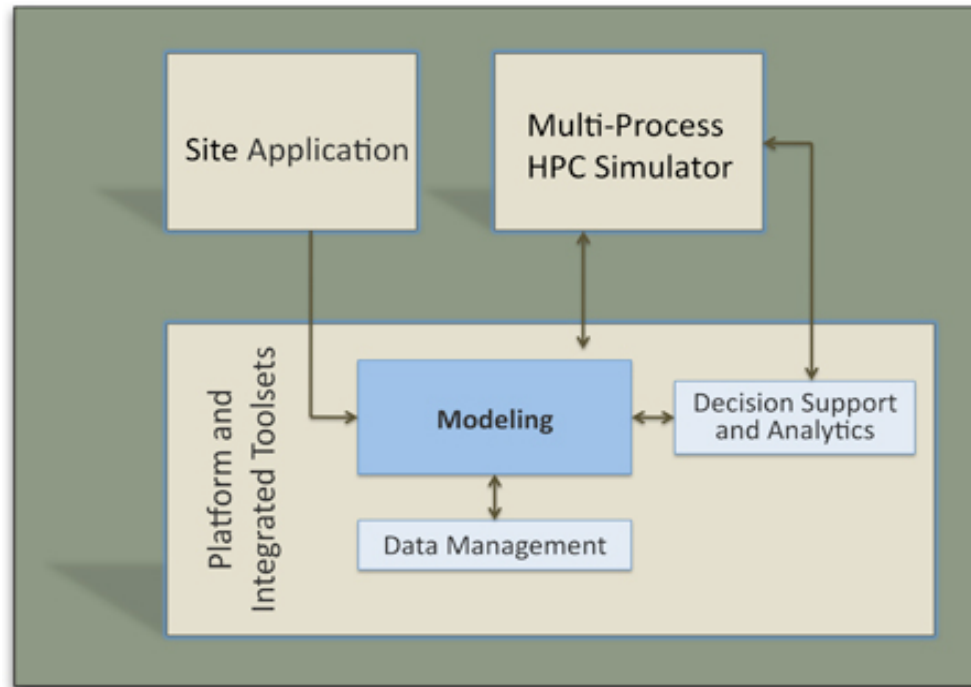 Site Application
Multi-Process
HPC Simulator
Platform and
Integrated Toolsets
Modeling
Decision Support
and Analytics
Data Management